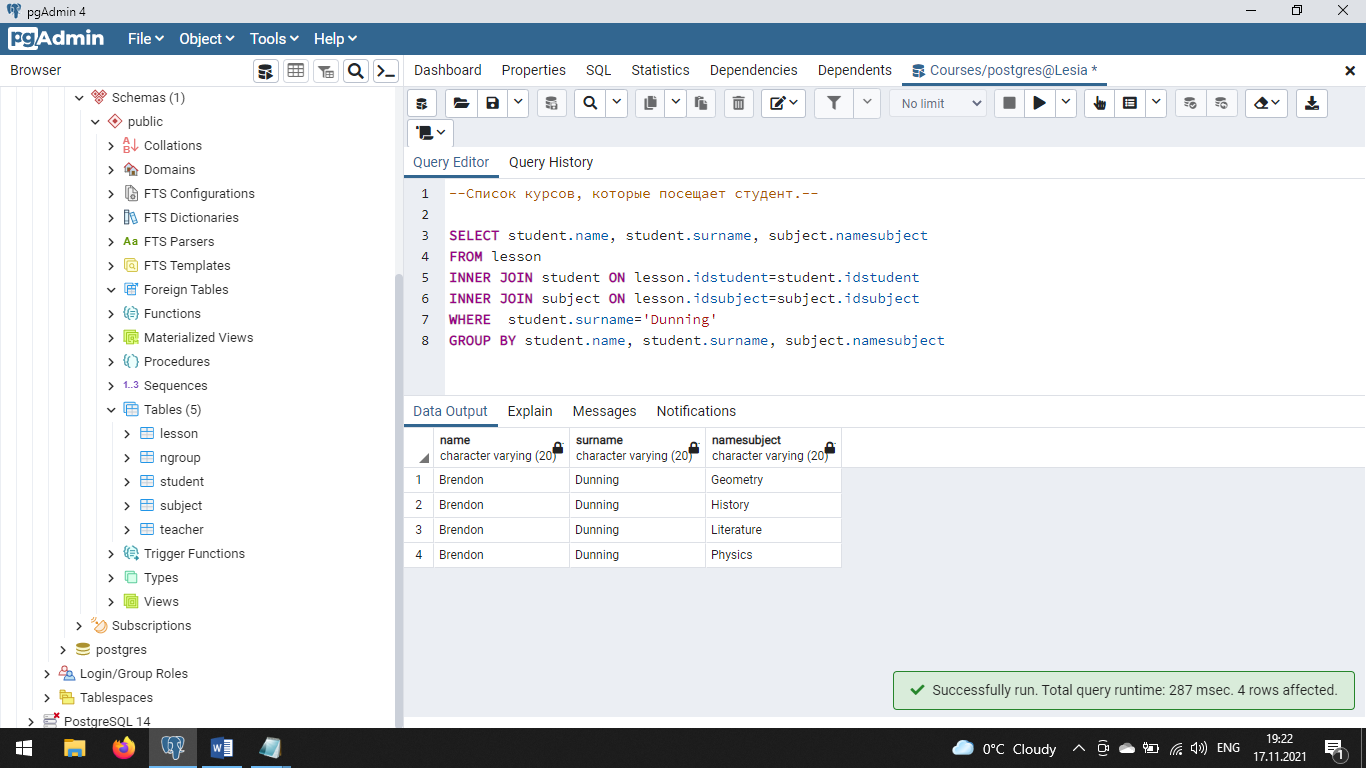 pgAdmin 4
pgAdmin File Object Tools Help
Browser
Dashboard Properties SQL Statistics Dependencies Dependents Courses/postgres@Lesia *
Schemas (1)
public
Collations
Domains
FTS Configurations
FTS Dictionaries
Aa FTS Parsers
FTS Templates
Foreign Tables
Functions
Materialized Views
Procedures
1..3 Sequences
Tables (5)
lesson
ngroup
student
subject
teacher
Trigger Functions
Types
Views
Subscriptions
postgres
Login/Group Roles
Tablespaces
PostgreSQL 14
No limit
Query Editor Query History
1 --Список курсов, которые посещает студент.--
2
3 SELECT student.name, student.surname, subject.namesubject
4 FROM lesson
5 INNER JOIN student ON lesson.idstudent=student.idstudent
6 INNER JOIN subject ON lesson.idsubject=subject.idsubject
7 WHERE  student.surname='Dunning'
8 GROUP BY student.name, student.surname, subject.namesubject
Data Output Explain Messages Notifications
name surname namesubject
character varying (20) character varying (20) character varying (20)
1 Brendon Dunning Geometry
2 Brendon Dunning History
3 Brendon Dunning Literature
4 Brendon Dunning Physics
Successfully run. Total query runtime: 287 msec. 4 rows affected.
0°C Cloudy ENG 19:22
17.11.2021
1